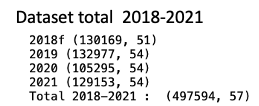 Dataset total 2018-2021
2018f (130169, 51)
2019 (132977, 54)
2020 (105295, 54)
2021 (129153, 54)
Total 2018–2021 : (497594, 57)